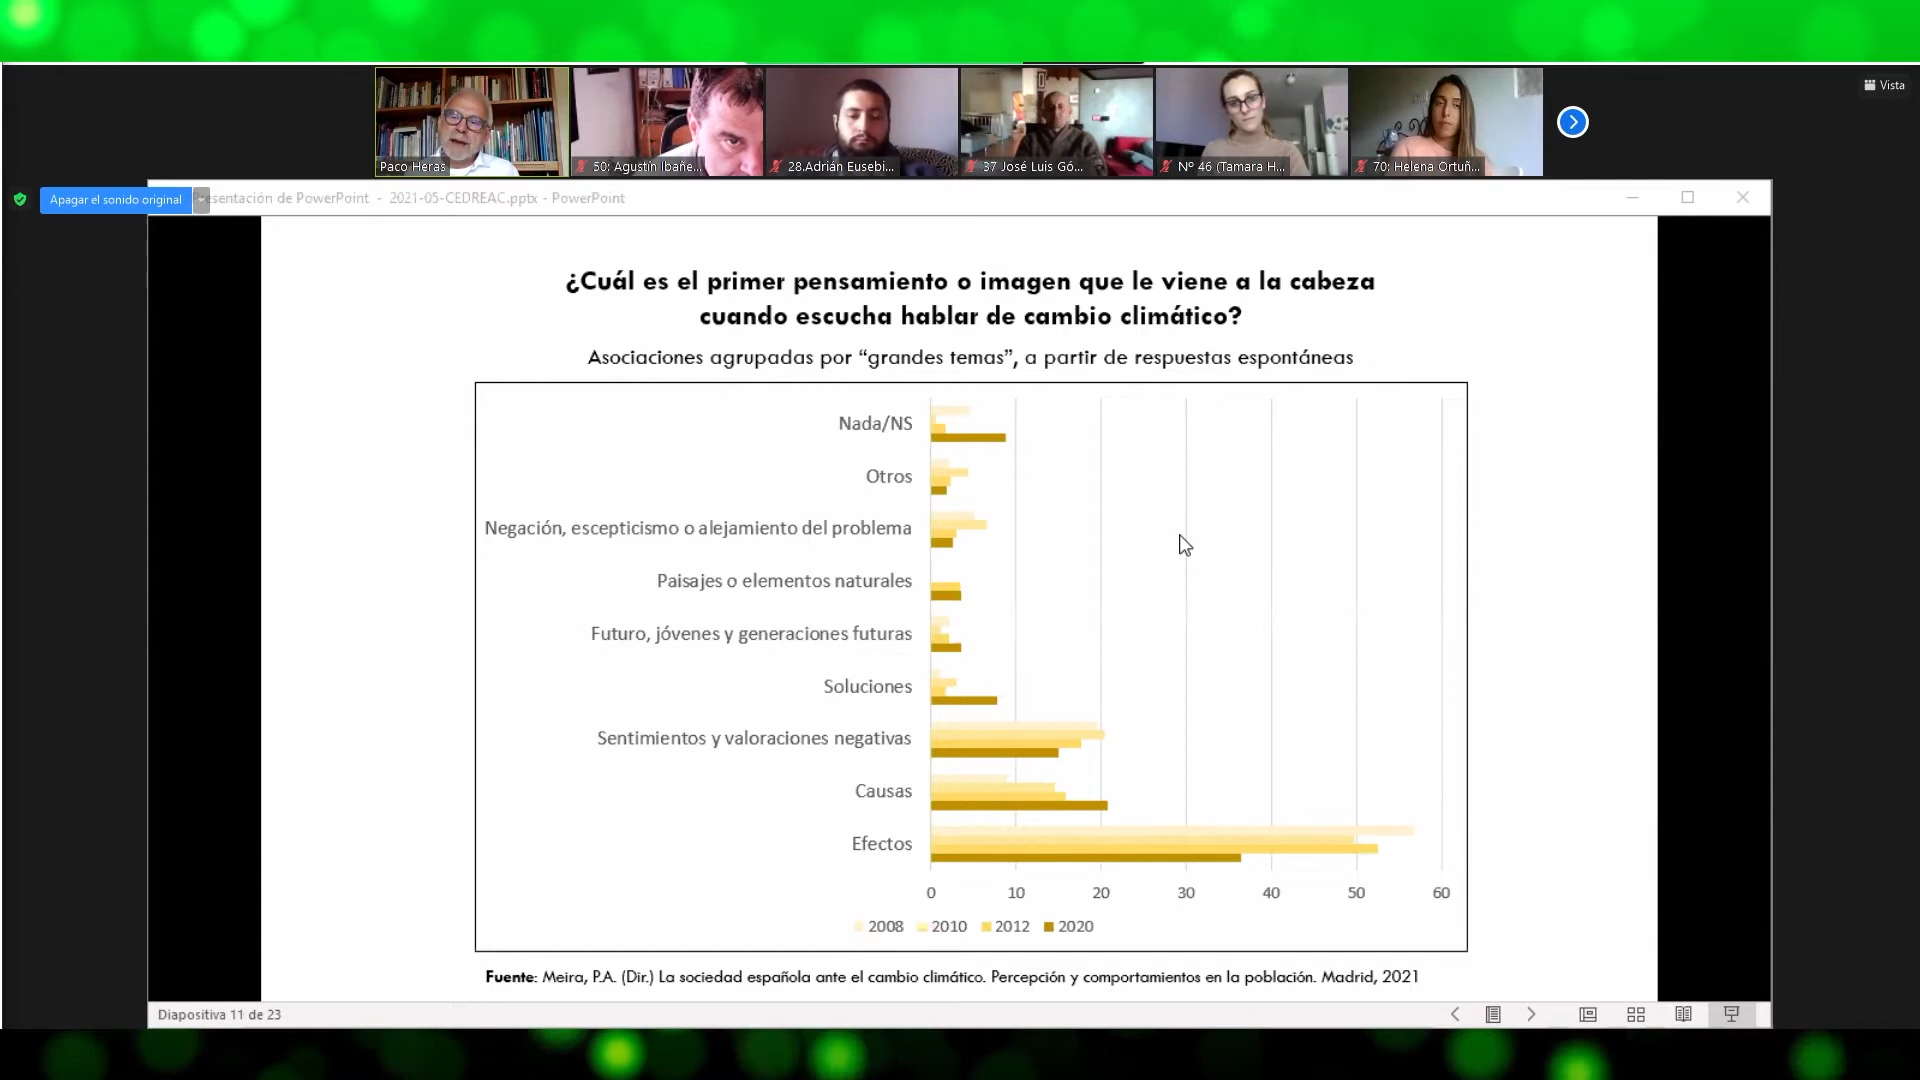 Vista
Paco Heras
50: Agustín Ibañe...
28.Adrián Eusebi...
37 José Luis Gó...
Nº 46 (Tamara H...
70: Helena Ortuñ...
Apagar el sonido original
resentación de PowerPoint - 2021-05-CEDREAC.pptx - PowerPoint
¿Cuál es el primer pensamiento o imagen que le viene a la cabeza
cuando escucha hablar de cambio climático?
Asociaciones agrupadas por “grandes temas”, a partir de respuestas espontáneas
Nada/NS
Otros
Negación, escepticismo o alejamiento del problema
Paisajes o elementos naturales
Futuro, jóvenes y generaciones futuras
Soluciones
Sentimientos y valoraciones negativas
Causas
Efectos
0 10 20 30 40 50 60
2008 2010 2012 2020
Fuente: Meira, P.A. (Dir.) La sociedad española ante el cambio climático. Percepción y comportamientos en la población. Madrid, 2021
Diapositiva 11 de 23